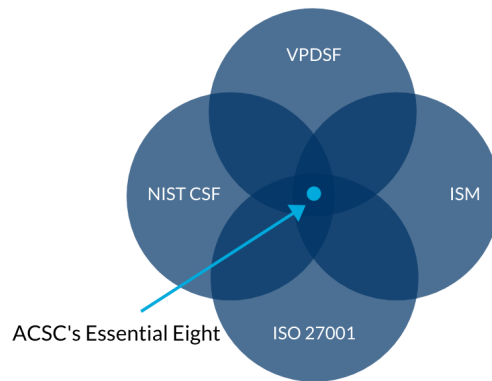 VPDSF
NIST CSF
ISM
ACSC's Essential Eight
ISO 27001